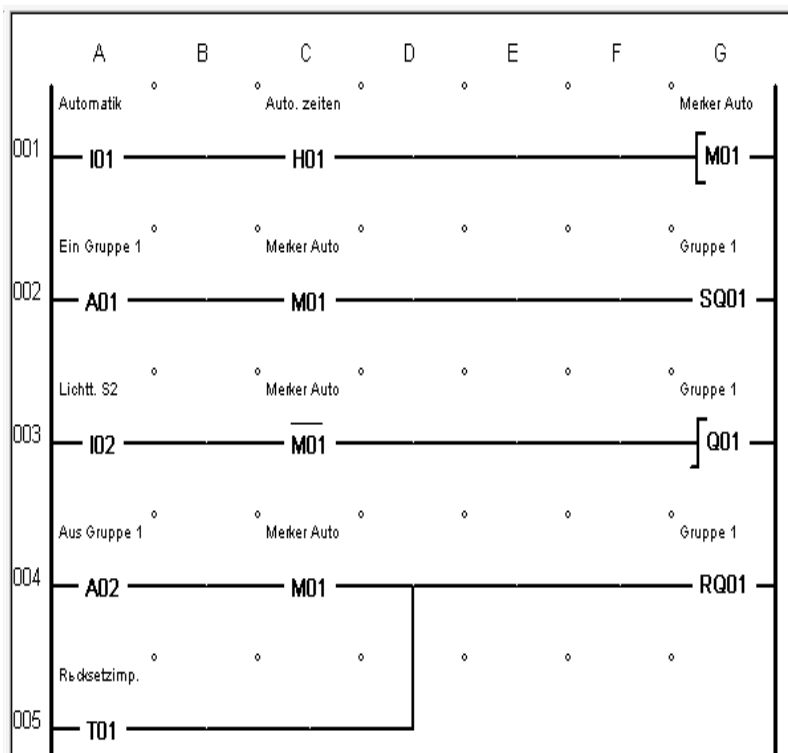 A B C D E F G
Automatik Auto. zeiten Merker Auto
001 I01 H01 M01
Ein Gruppe 1 Merker Auto Gruppe 1
002 A01 M01 SQ01
Lichtt. S2 Merker Auto Gruppe 1
003 I02 M01 Q01
Aus Gruppe 1 Merker Auto Gruppe 1
004 A02 M01 RQ01
Rьcksetzimp.
005 T01